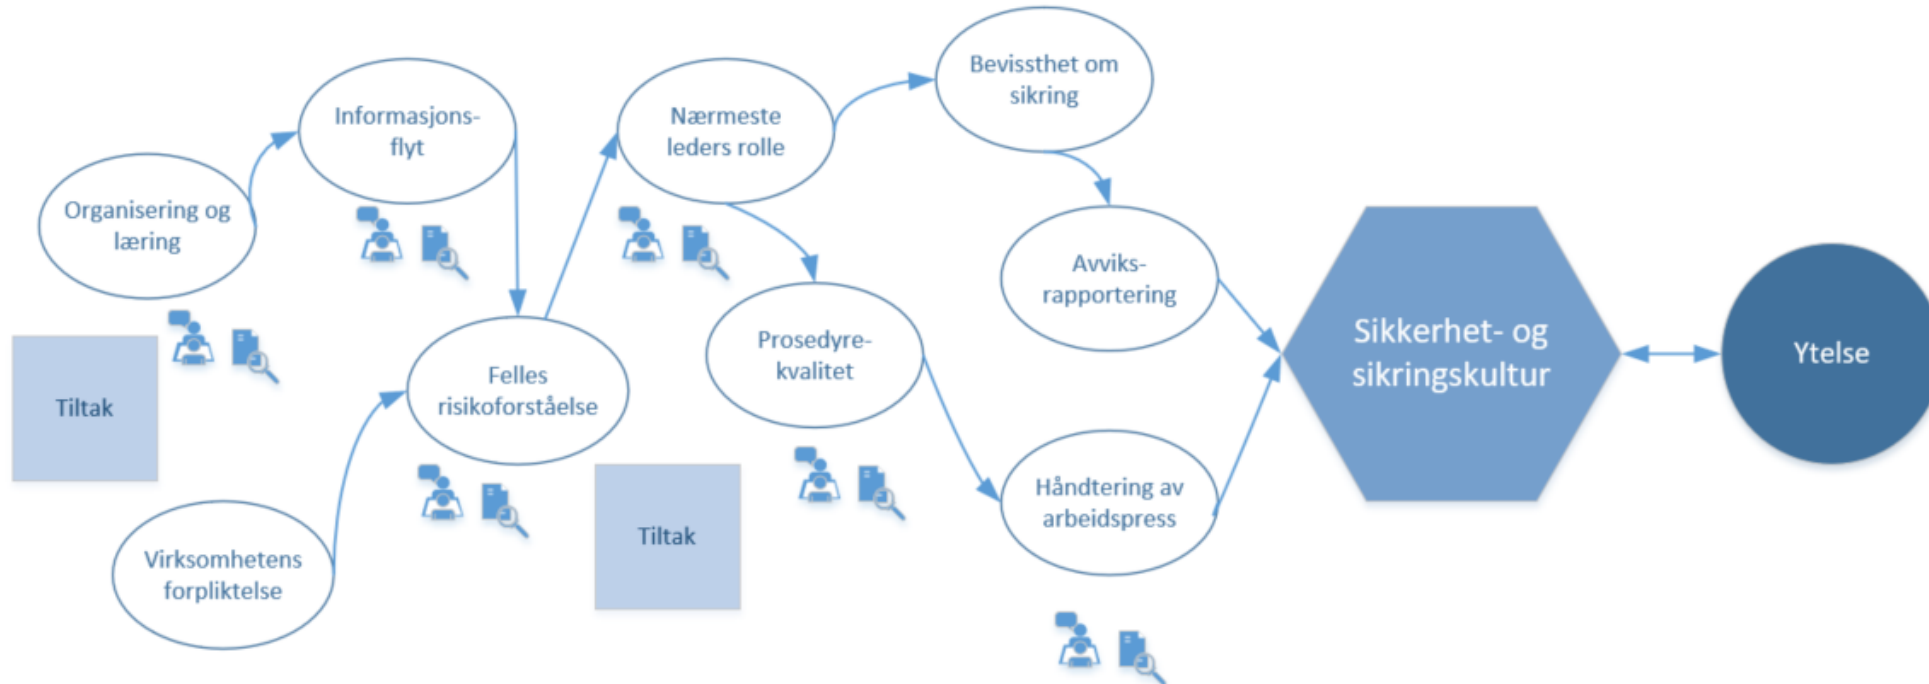 Organisering og
læring
Informasjons-
flyt
Nærmeste
leders rolle
Bevissthet om
sikring
Avviks-
rapportering
Prosedyre-
kvalitet
Felles
risikoforståelse
Tiltak
Tiltak
Virksomhetens
forpliktelse
Håndtering av
arbeidspress
Sikkerhet- og
sikringskultur
Ytelse